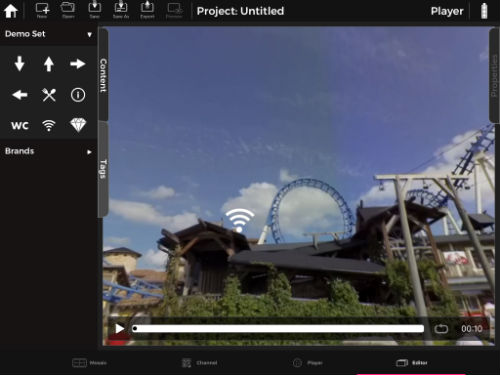 New
Open
Save
Save As
Export
Preview
Project: Untitled
Player
Demo Set
Content
Properties
WC
Tags
Brands
00:10
Mosaic
Channel
Player
Editor